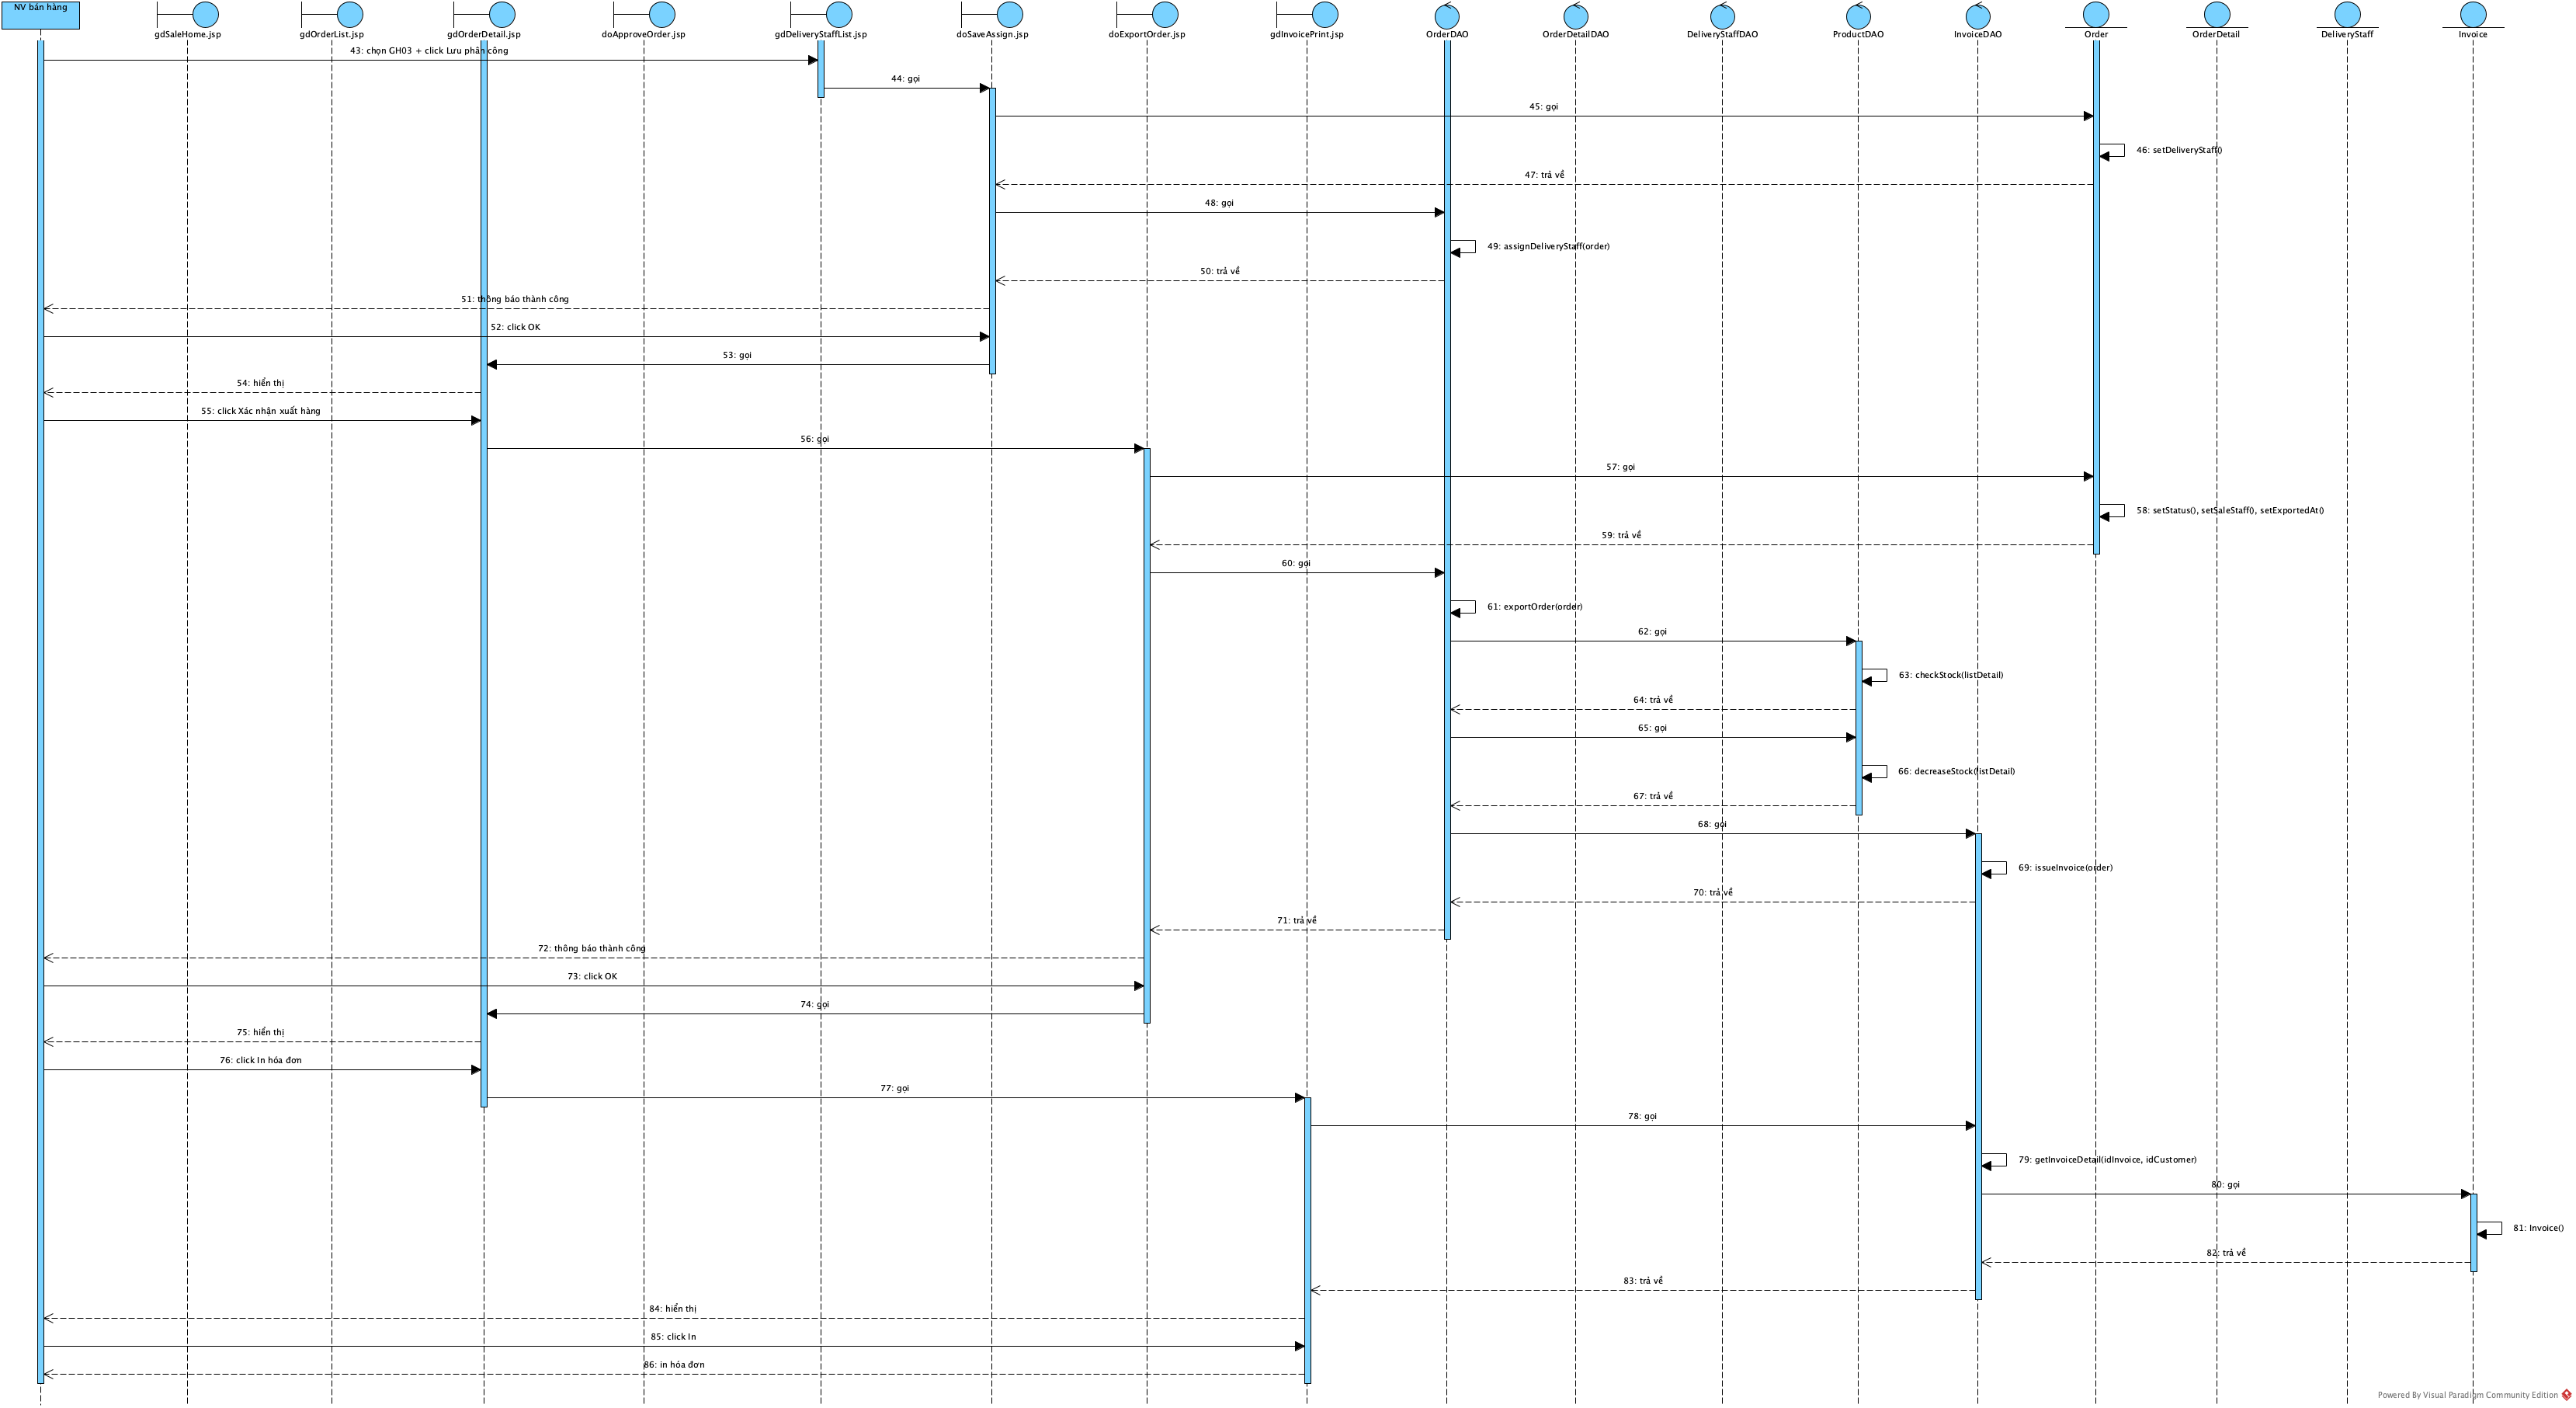 NV bán hàng
gdSaleHome.jsp
gdOrderList.jsp
gdOrderDetail.jsp
doApproveOrder.jsp
gdDeliveryStaffList.jsp
doSaveAssign.jsp
doExportOrder.jsp
gdInvoicePrint.jsp
OrderDAO
OrderDetailDAO
DeliveryStaffDAO
ProductDAO
InvoiceDAO
Order
OrderDetail
DeliveryStaff
Invoice
43: chọn GH03 + click Lưu phân công
44: gọi
45: gọi
46: setDeliveryStaff()
47: trả về
48: gọi
49: assignDeliveryStaff(order)
50: trả về
51: thông báo thành công
52: click OK
53: gọi
54: hiển thị
55: click Xác nhận xuất hàng
56: gọi
57: gọi
58: setStatus(), setSaleStaff(), setExportedAt()
59: trả về
60: gọi
61: exportOrder(order)
62: gọi
63: checkStock(listDetail)
64: trả về
65: gọi
66: decreaseStock(listDetail)
67: trả về
68: gọi
69: issueInvoice(order)
70: trả về
71: trả về
72: thông báo thành công
73: click OK
74: gọi
75: hiển thị
76: click In hóa đơn
77: gọi
78: gọi
79: getInvoiceDetail(idInvoice, idCustomer)
80: gọi
81: Invoice()
82: trả về
83: trả về
84: hiển thị
85: click In
86: in hóa đơn
Powered By Visual Paradigm Community Edition